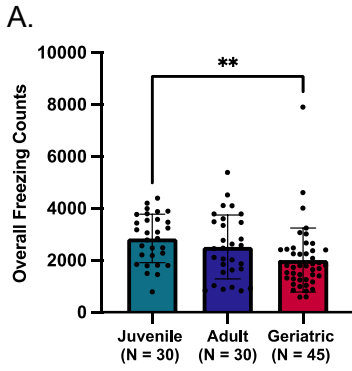 A.
**
Overall Freezing Counts
10000
8000
6000
4000
2000
0
Juvenile
(N = 30)
Adult
(N = 30)
Geriatric
(N = 45)